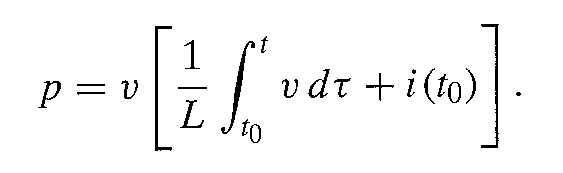 p = v [ 1/L ∫_{t_0}^{t} v dτ + i(t_0) ].